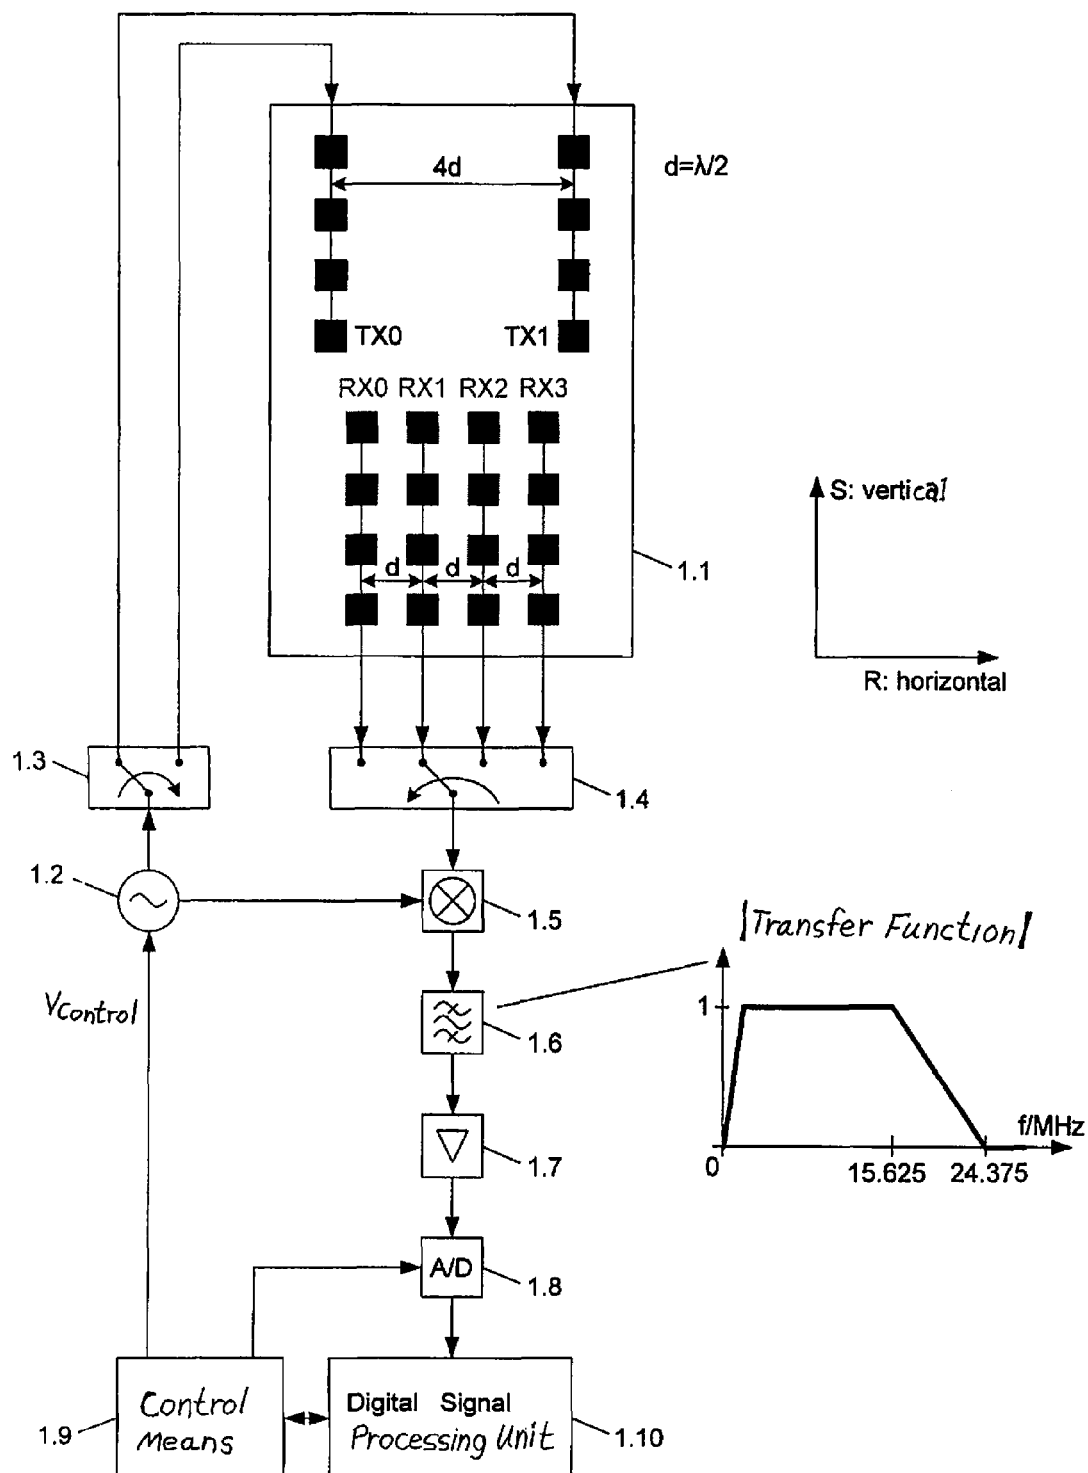 4d
d=λ/2
TX0
TX1
RX0 RX1 RX2 RX3
d
d
d
1.1
S: vertical
R: horizontal
1.3
1.4
1.2
1.5
|Transfer Function|
Vcontrol
1
1.6
f/MHz
0
15.625
24.375
1.7
A/D
1.8
Control
Means
Digital Signal
Processing Unit
1.9
1.10